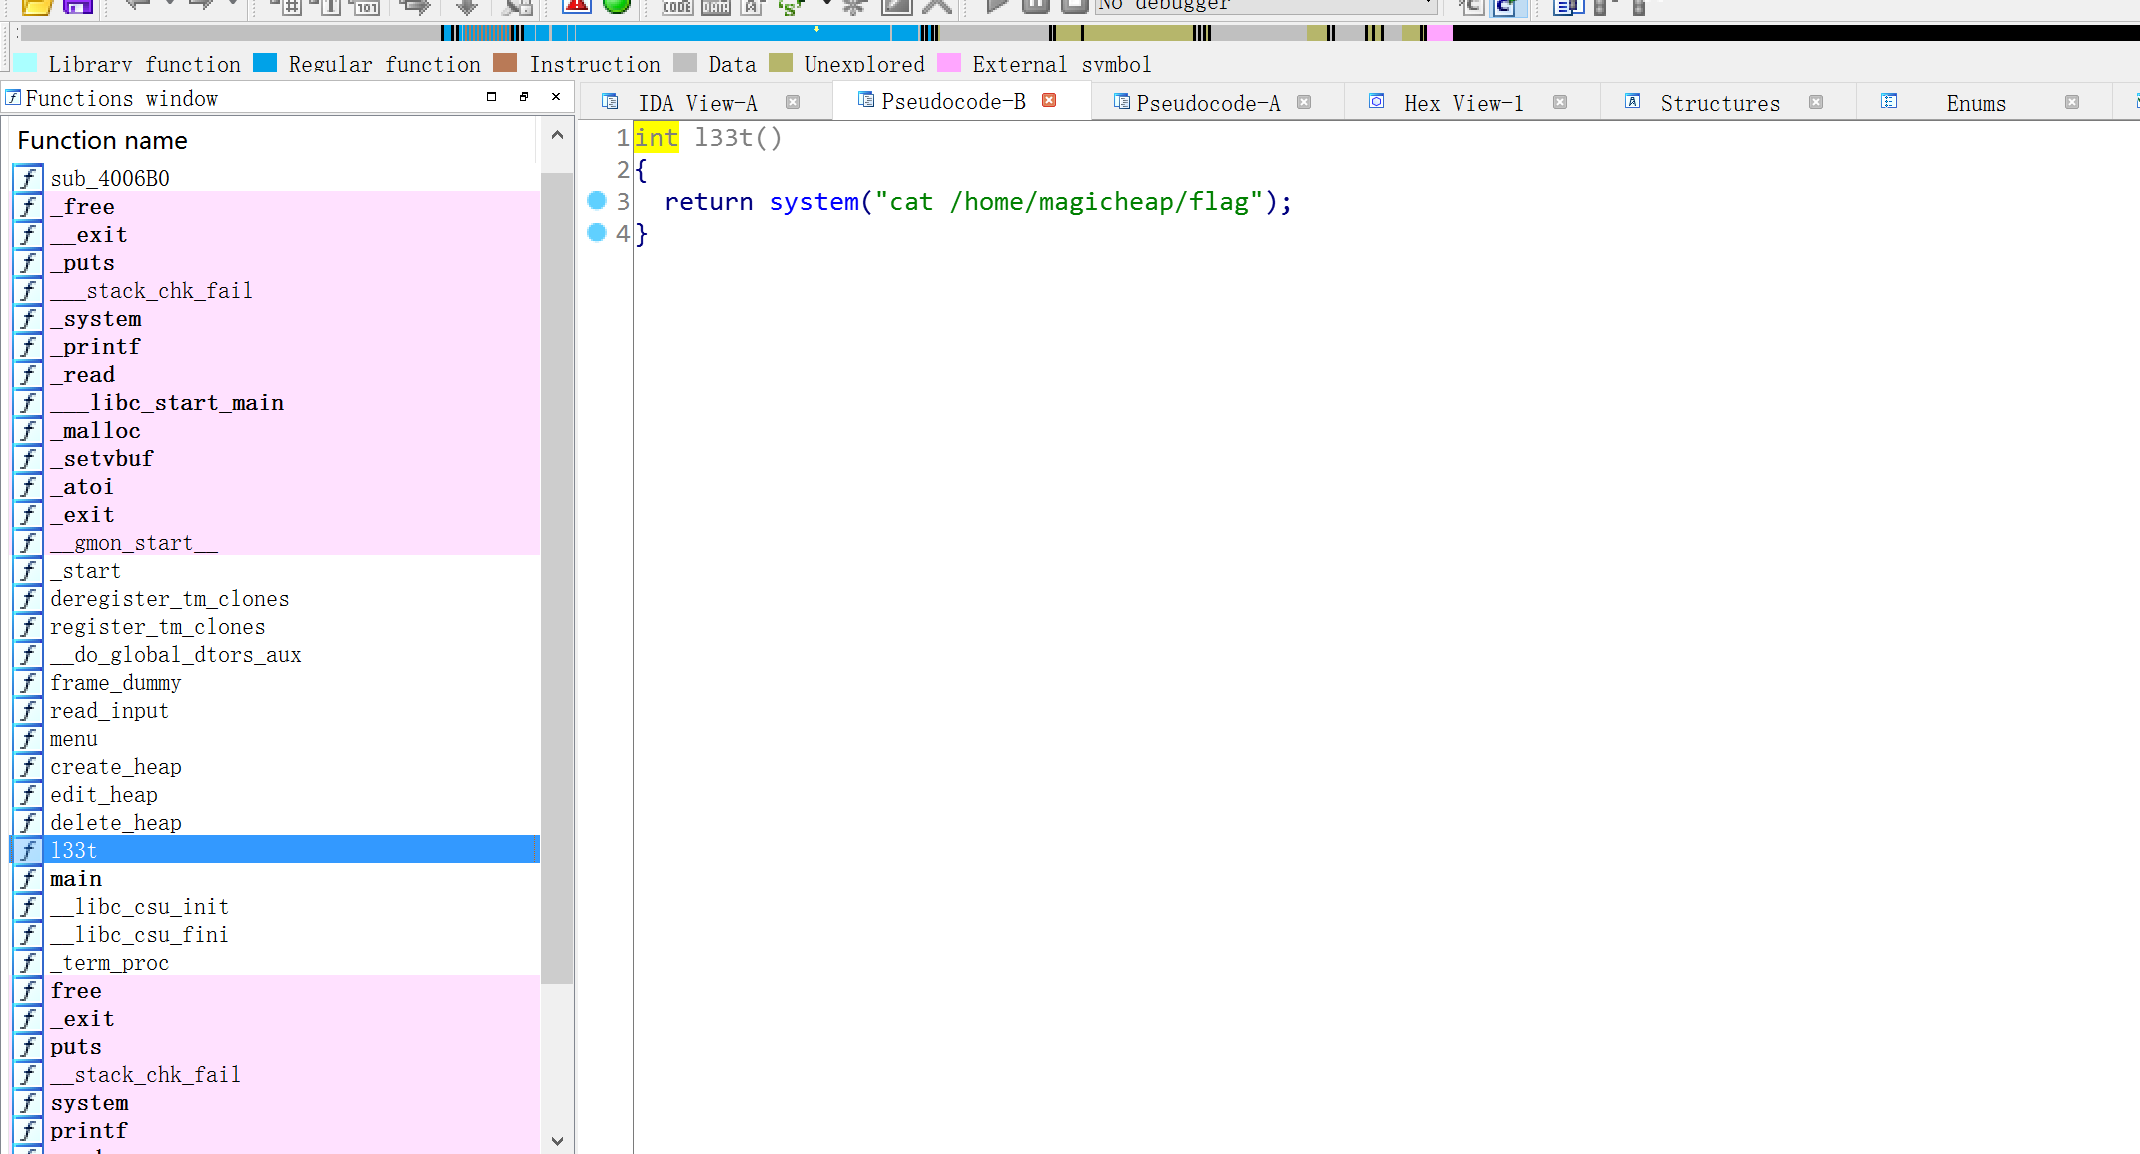 No debugger
Library function Regular function Instruction Data Unexplored External symbol
Functions window
IDA View-A Pseudocode-B Pseudocode-A Hex View-1 Structures Enums
Function name
sub_4006B0
_free
__exit
_puts
___stack_chk_fail
_system
_printf
_read
___libc_start_main
_malloc
_setvbuf
_atoi
_exit
__gmon_start__
_start
deregister_tm_clones
register_tm_clones
__do_global_dtors_aux
frame_dummy
read_input
menu
create_heap
edit_heap
delete_heap
l33t
main
__libc_csu_init
__libc_csu_fini
_term_proc
free
_exit
puts
__stack_chk_fail
system
printf
1 int l33t()
2 {
3 return system("cat /home/magicheap/flag");
4 }